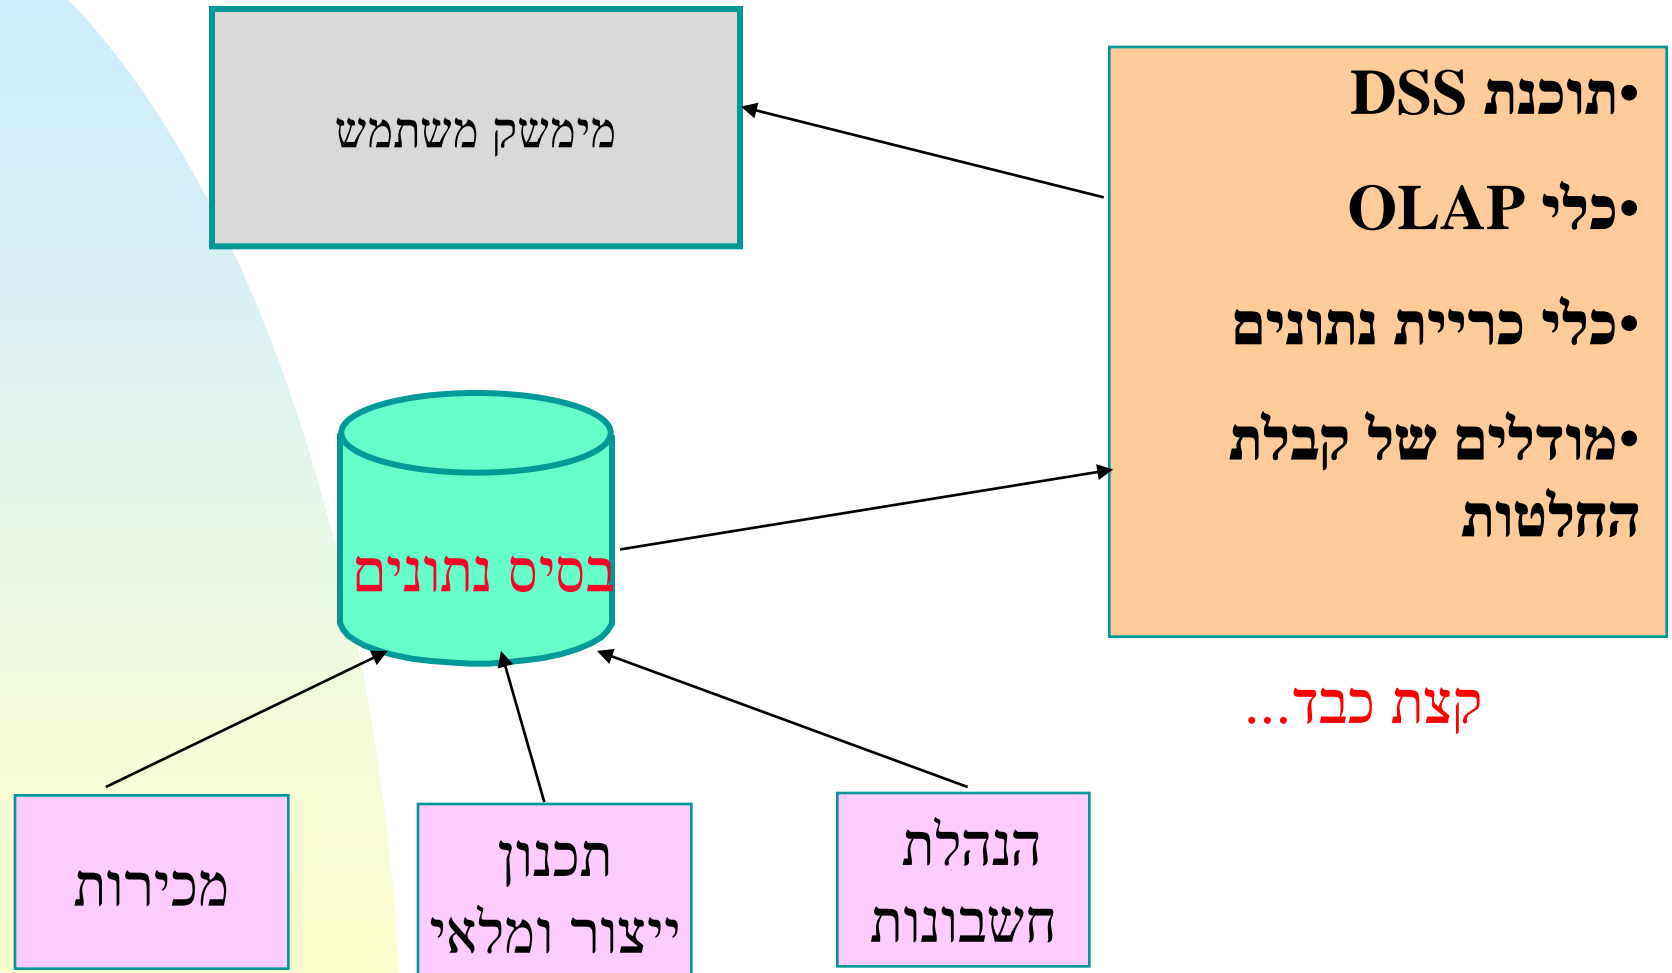 מימשק משתמש
•תוכנת DSS
•כלי OLAP
•כלי כריית נתונים
•מודלים של קבלת
החלטות
בסיס נתונים
קצת כבד...
הנהלת
חשבונות
תכנון
ייצור ומלאי
מכירות